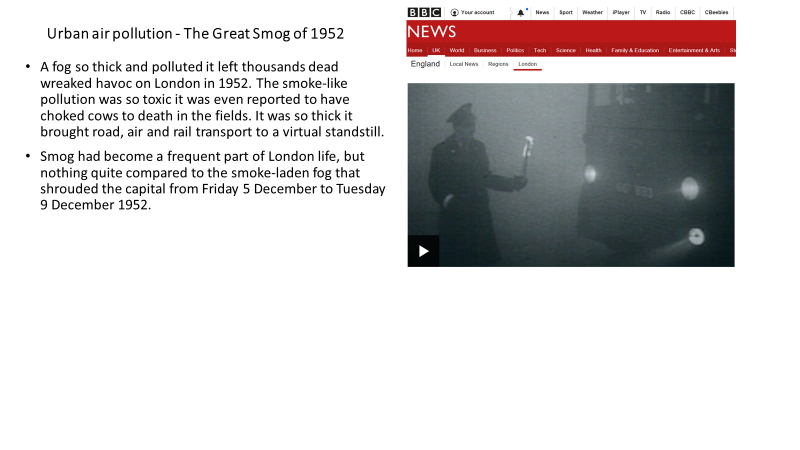 Urban air pollution - The Great Smog of 1952
• A fog so thick and polluted it left thousands dead
wreaked havoc on London in 1952. The smoke-like
pollution was so toxic it was even reported to have
choked cows to death in the fields. It was so thick it
brought road, air and rail transport to a virtual standstill.
• Smog had become a frequent part of London life, but
nothing quite compared to the smoke-laden fog that
shrouded the capital from Friday 5 December to Tuesday
9 December 1952.
BBC Your account News Sport Weather iPlayer TV Radio CBBC CBeebies
NEWS
Home UK World Business Politics Tech Science Health Family & Education Entertainment & Arts
England Local News Regions London